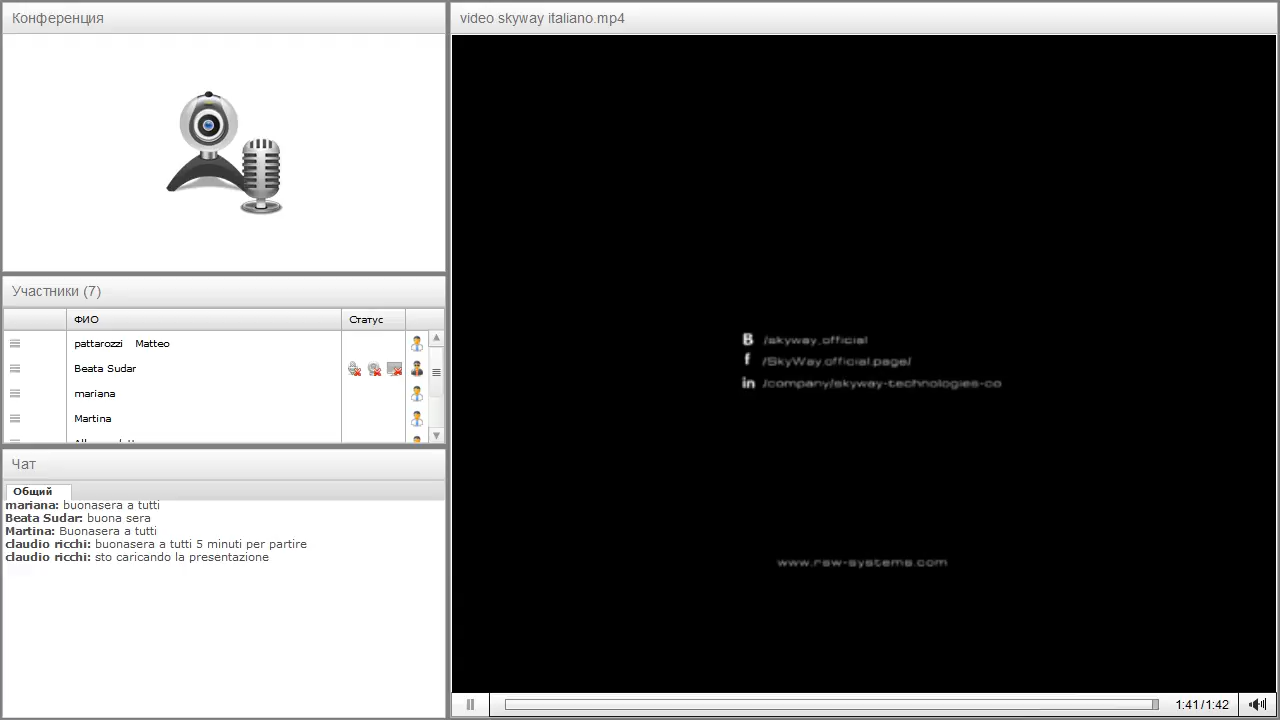 Конференция
Участники (7)
ФИО
Статус
pattarozzi Matteo
Beata Sudar
mariana
Martina
Чат
Общий
mariana: buonasera a tutti
Beata Sudar: buona sera
Martina: Buonasera a tutti
claudio ricchi: buonasera a tutti 5 minuti per partire
claudio ricchi: sto caricando la presentazione
video skyway italiano.mp4
B /skyway_official
f /SkyWay.official.page/
in /company/skyway-technologies-co
www.rsw-systems.com
1:41/1:42